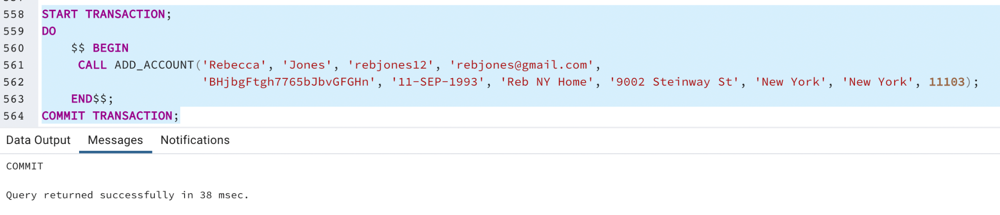 558 START TRANSACTION;
559 DO
560 $$ BEGIN
561 CALL ADD_ACCOUNT('Rebecca', 'Jones', 'rebjones12', 'rebjones@gmail.com',
562 'BHjbgFtgh7765bJbvGFGHn', '11-SEP-1993', 'Reb NY Home', '9002 Steinway St', 'New York', 'New York', 11103);
563 END$$;
564 COMMIT TRANSACTION;
Data Output Messages Notifications
COMMIT
Query returned successfully in 38 msec.